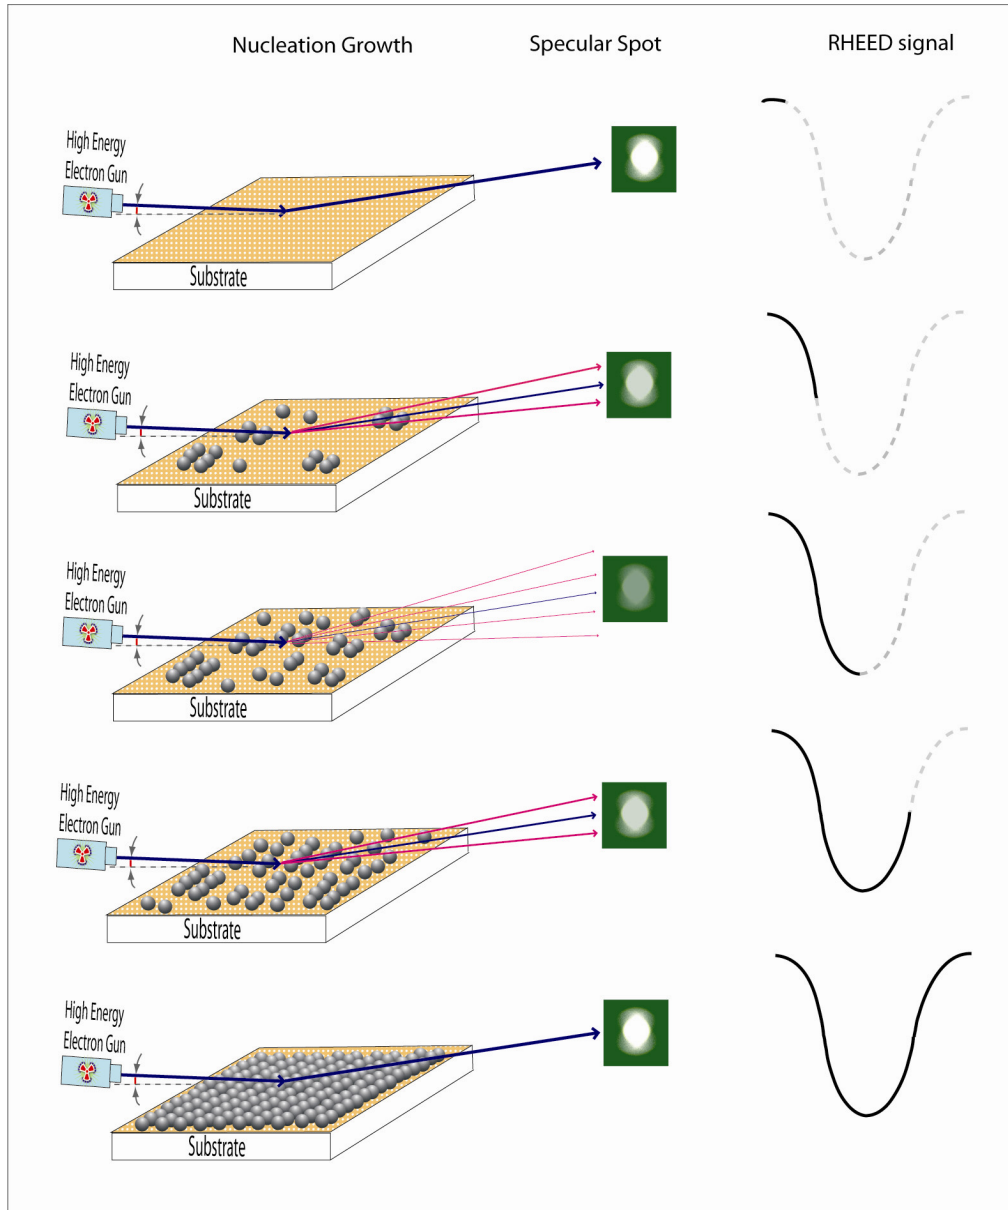 Nucleation Growth
Specular Spot
RHEED signal
High Energy
Electron Gun
Substrate
High Energy
Electron Gun
Substrate
High Energy
Electron Gun
Substrate
High Energy
Electron Gun
Substrate
High Energy
Electron Gun
Substrate